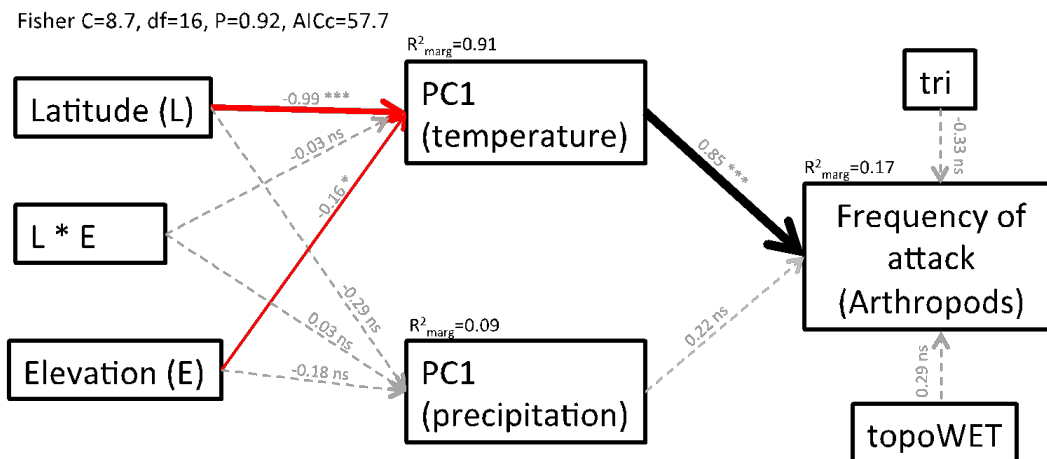 Fisher C=8.7, df=16, P=0.92, AICc=57.7
R²marg=0.91
Latitude (L)
-0.99 ***
PC1
(temperature)
tri
-0.03 ns
-0.33 ns
-0.16 *
0.85 ***
R²marg=0.17
L * E
Frequency of
attack
(Arthropods)
-0.29 ns
0.03 ns
R²marg=0.09
0.22 ns
Elevation (E)
-0.18 ns
PC1
(precipitation)
0.29 ns
topoWET